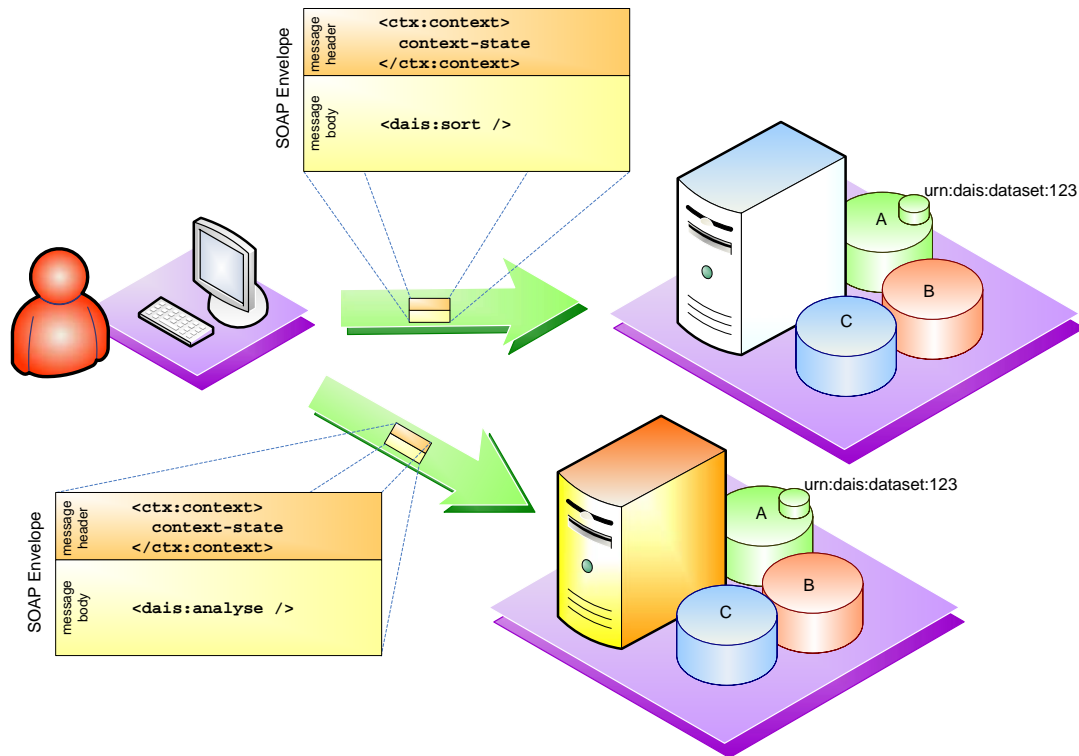 SOAP Envelope
message
header
<ctx:context>
context-state
</ctx:context>
message
body
<dais:sort />
urn:dais:dataset:123
A
B
C
SOAP Envelope
message
header
<ctx:context>
context-state
</ctx:context>
message
body
<dais:analyse />
urn:dais:dataset:123
A
B
C